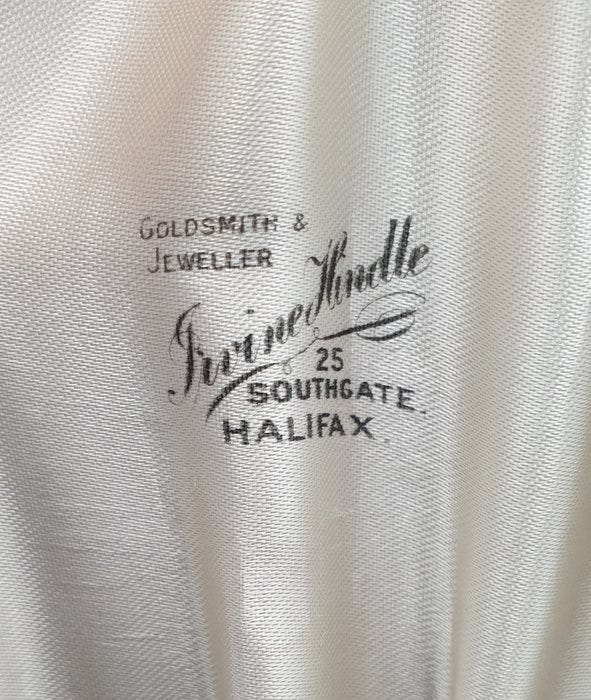 GOLDSMITH &
JEWELLER
Irvine Hindle
25
SOUTHGATE.
HALIFAX.